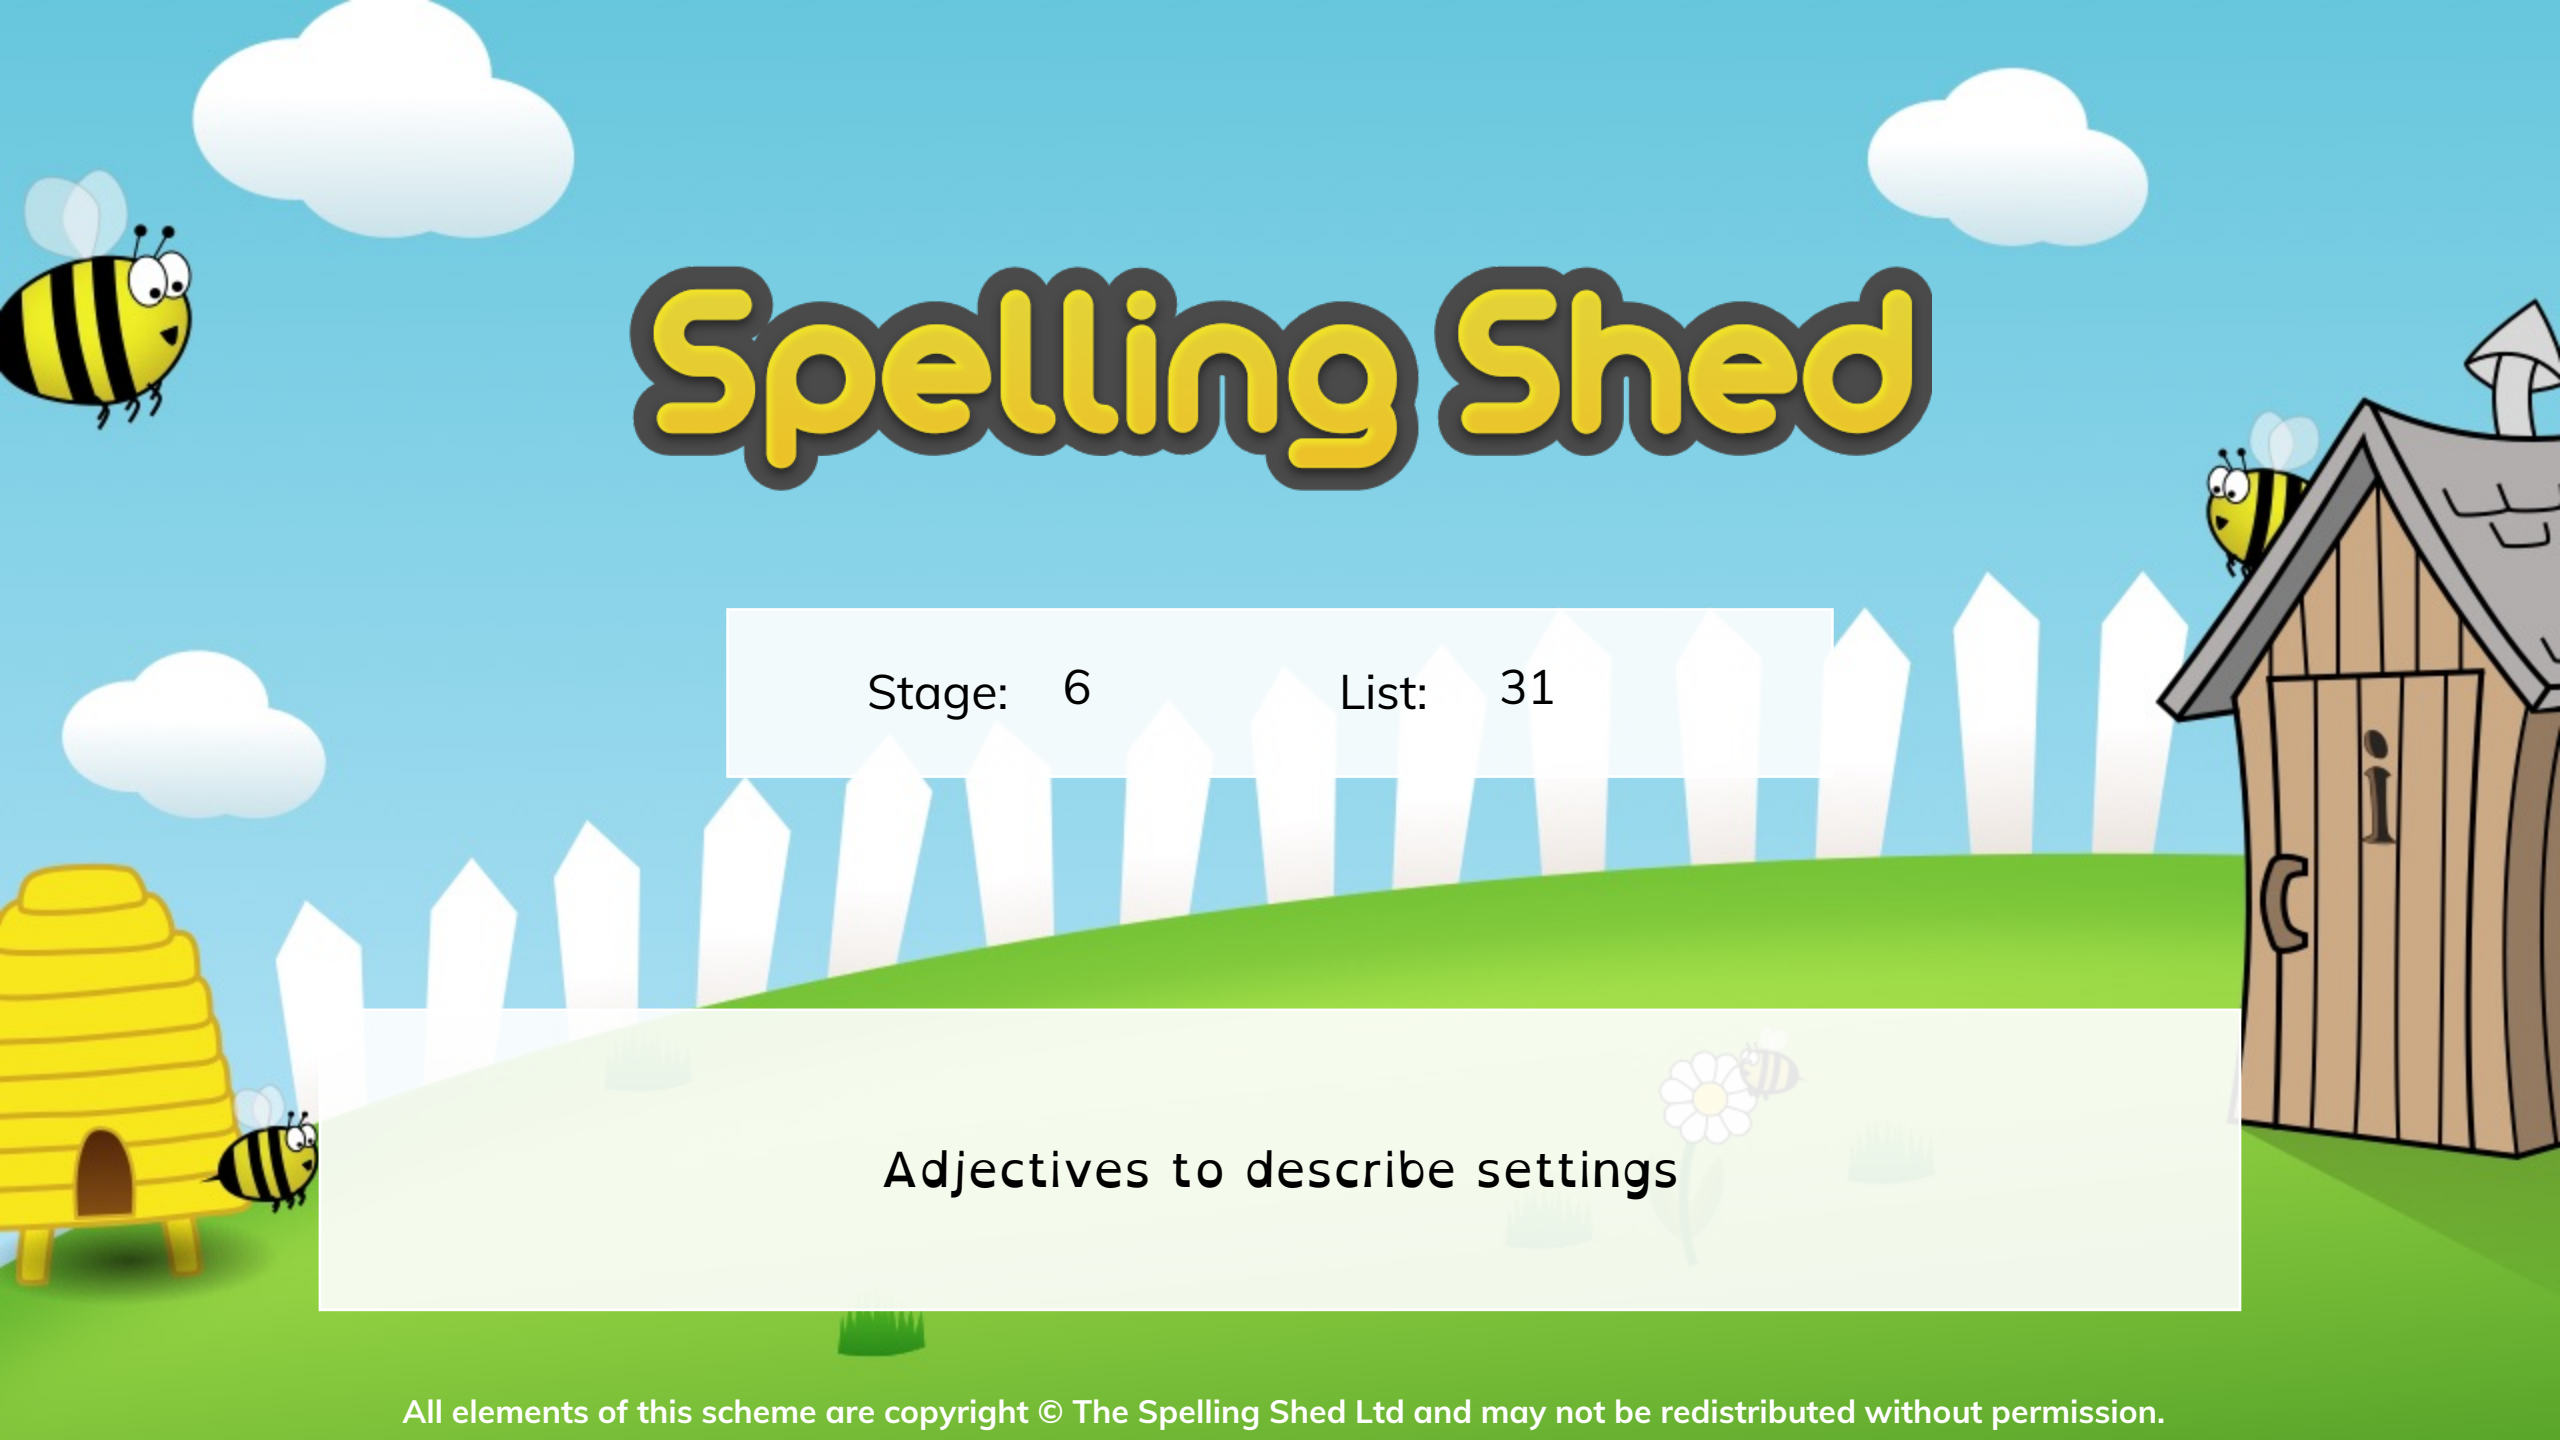 Spelling Shed
Stage: 6 List: 31
i
Adjectives to describe settings
All elements of this scheme are copyright © The Spelling Shed Ltd and may not be redistributed without permission.